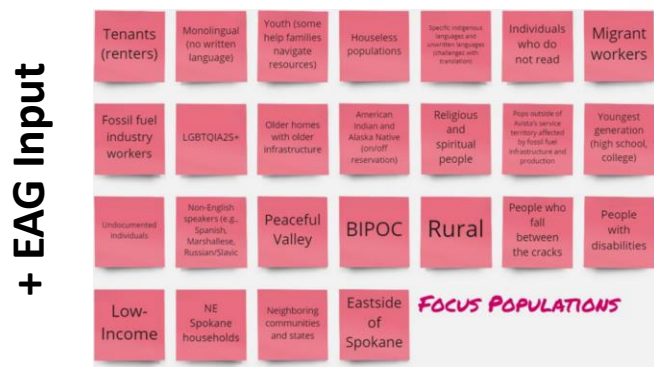 + EAG Input
Tenants
(renters)
Monolingual
(no written
language)
Youth (some
help families
navigate
resources)
Houseless
populations
Specific indigenous
languages and
unwritten languages
(challenges with
translation)
Individuals
who do
not read
Migrant
workers
Fossil fuel
industry
workers
LGBTQIA2S+
Older homes
with older
infrastructure
American
Indian and
Alaska Native
(on/off
reservation)
Religious
and
spiritual
people
Pops outside of
Avista's service
territory affected
by fossil fuel
infrastructure and
production
Youngest
generation
(high school,
college)
Undocumented
individuals
Non-English
speakers (e.g.,
Spanish,
Marshallese,
Russian/Slavic
Peaceful
Valley
BIPOC
Rural
People who
fall
between
the cracks
People
with
disabilities
Low-
Income
NE
Spokane
households
Neighboring
communities
and states
Eastside
of
Spokane
FOCUS POPULATIONS